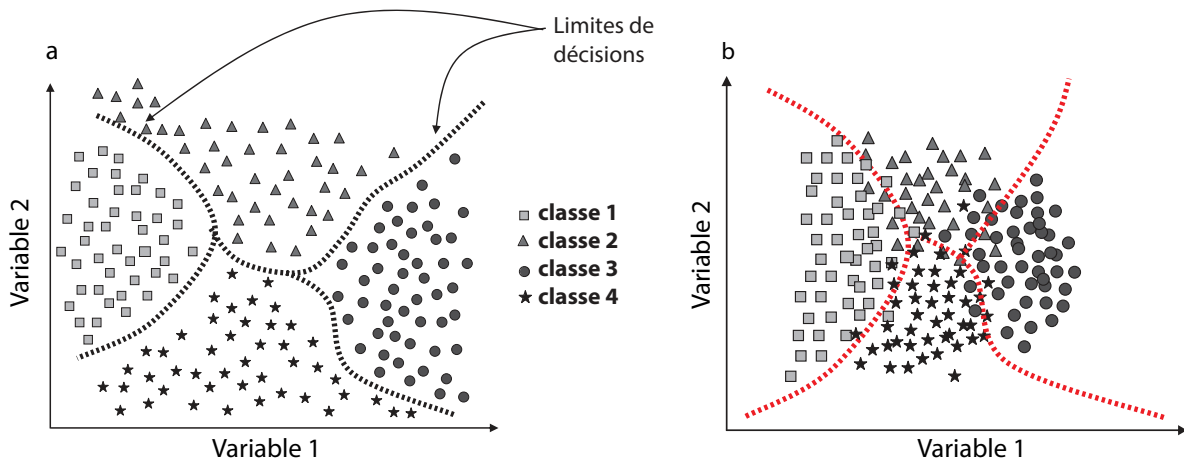 a
Limites de
décisions
b
Variable 2
classe 1
classe 2
classe 3
classe 4
Variable 1
Variable 2
Variable 1